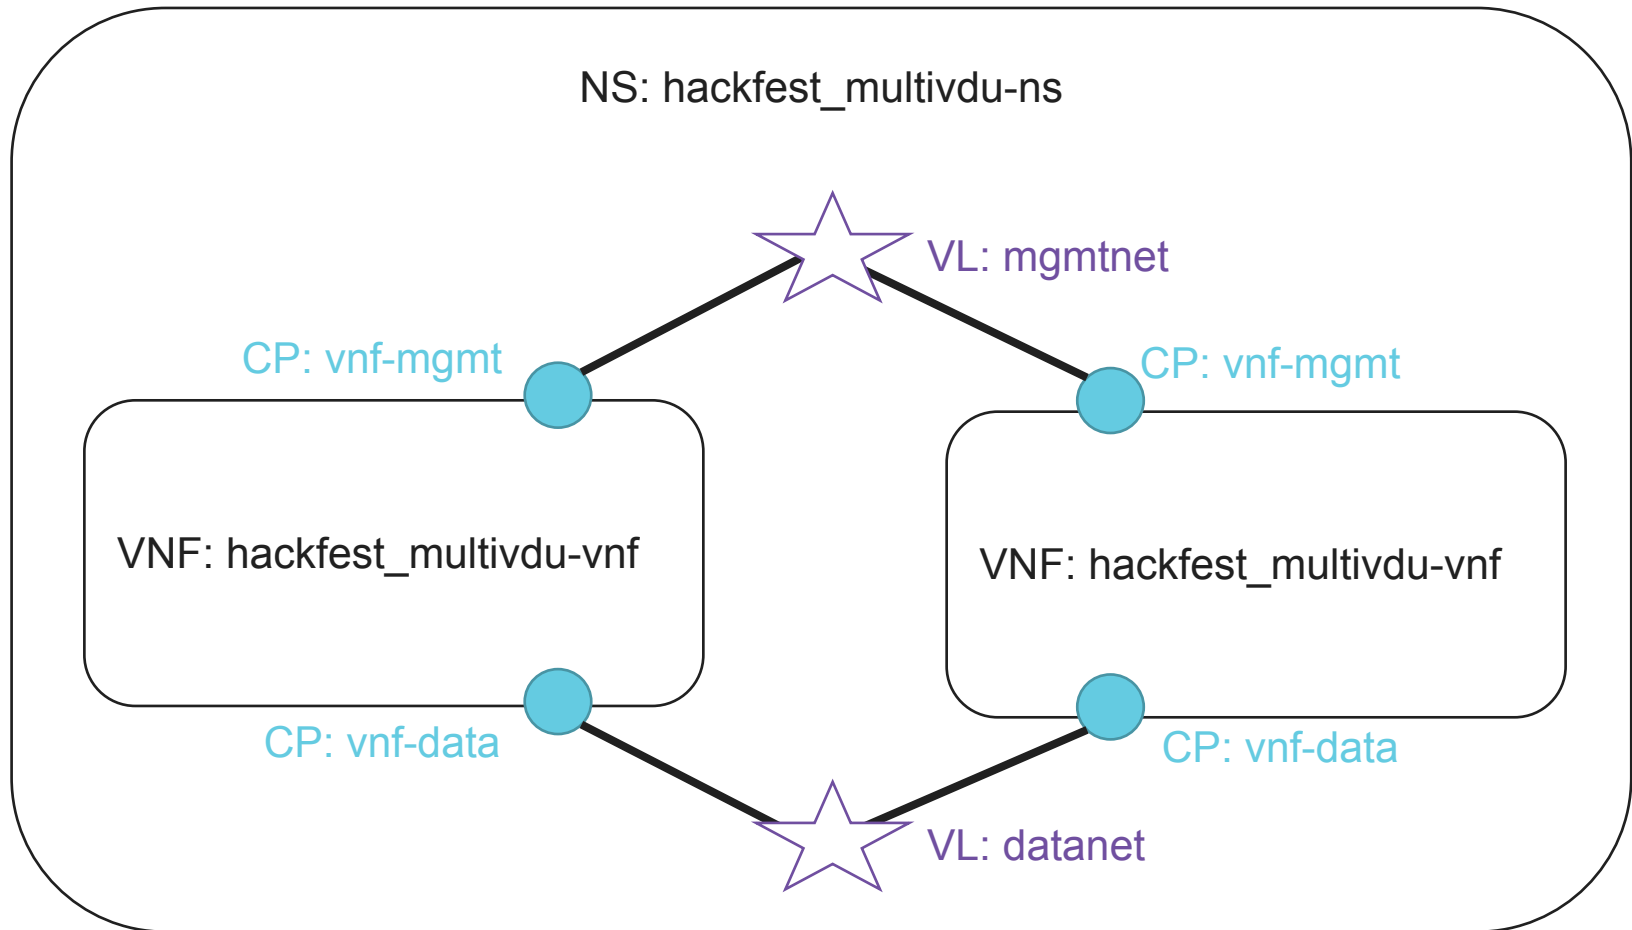 NS: hackfest_multivdu-ns
VL: mgmtnet
CP: vnf-mgmt
CP: vnf-mgmt
VNF: hackfest_multivdu-vnf
VNF: hackfest_multivdu-vnf
CP: vnf-data
CP: vnf-data
VL: datanet